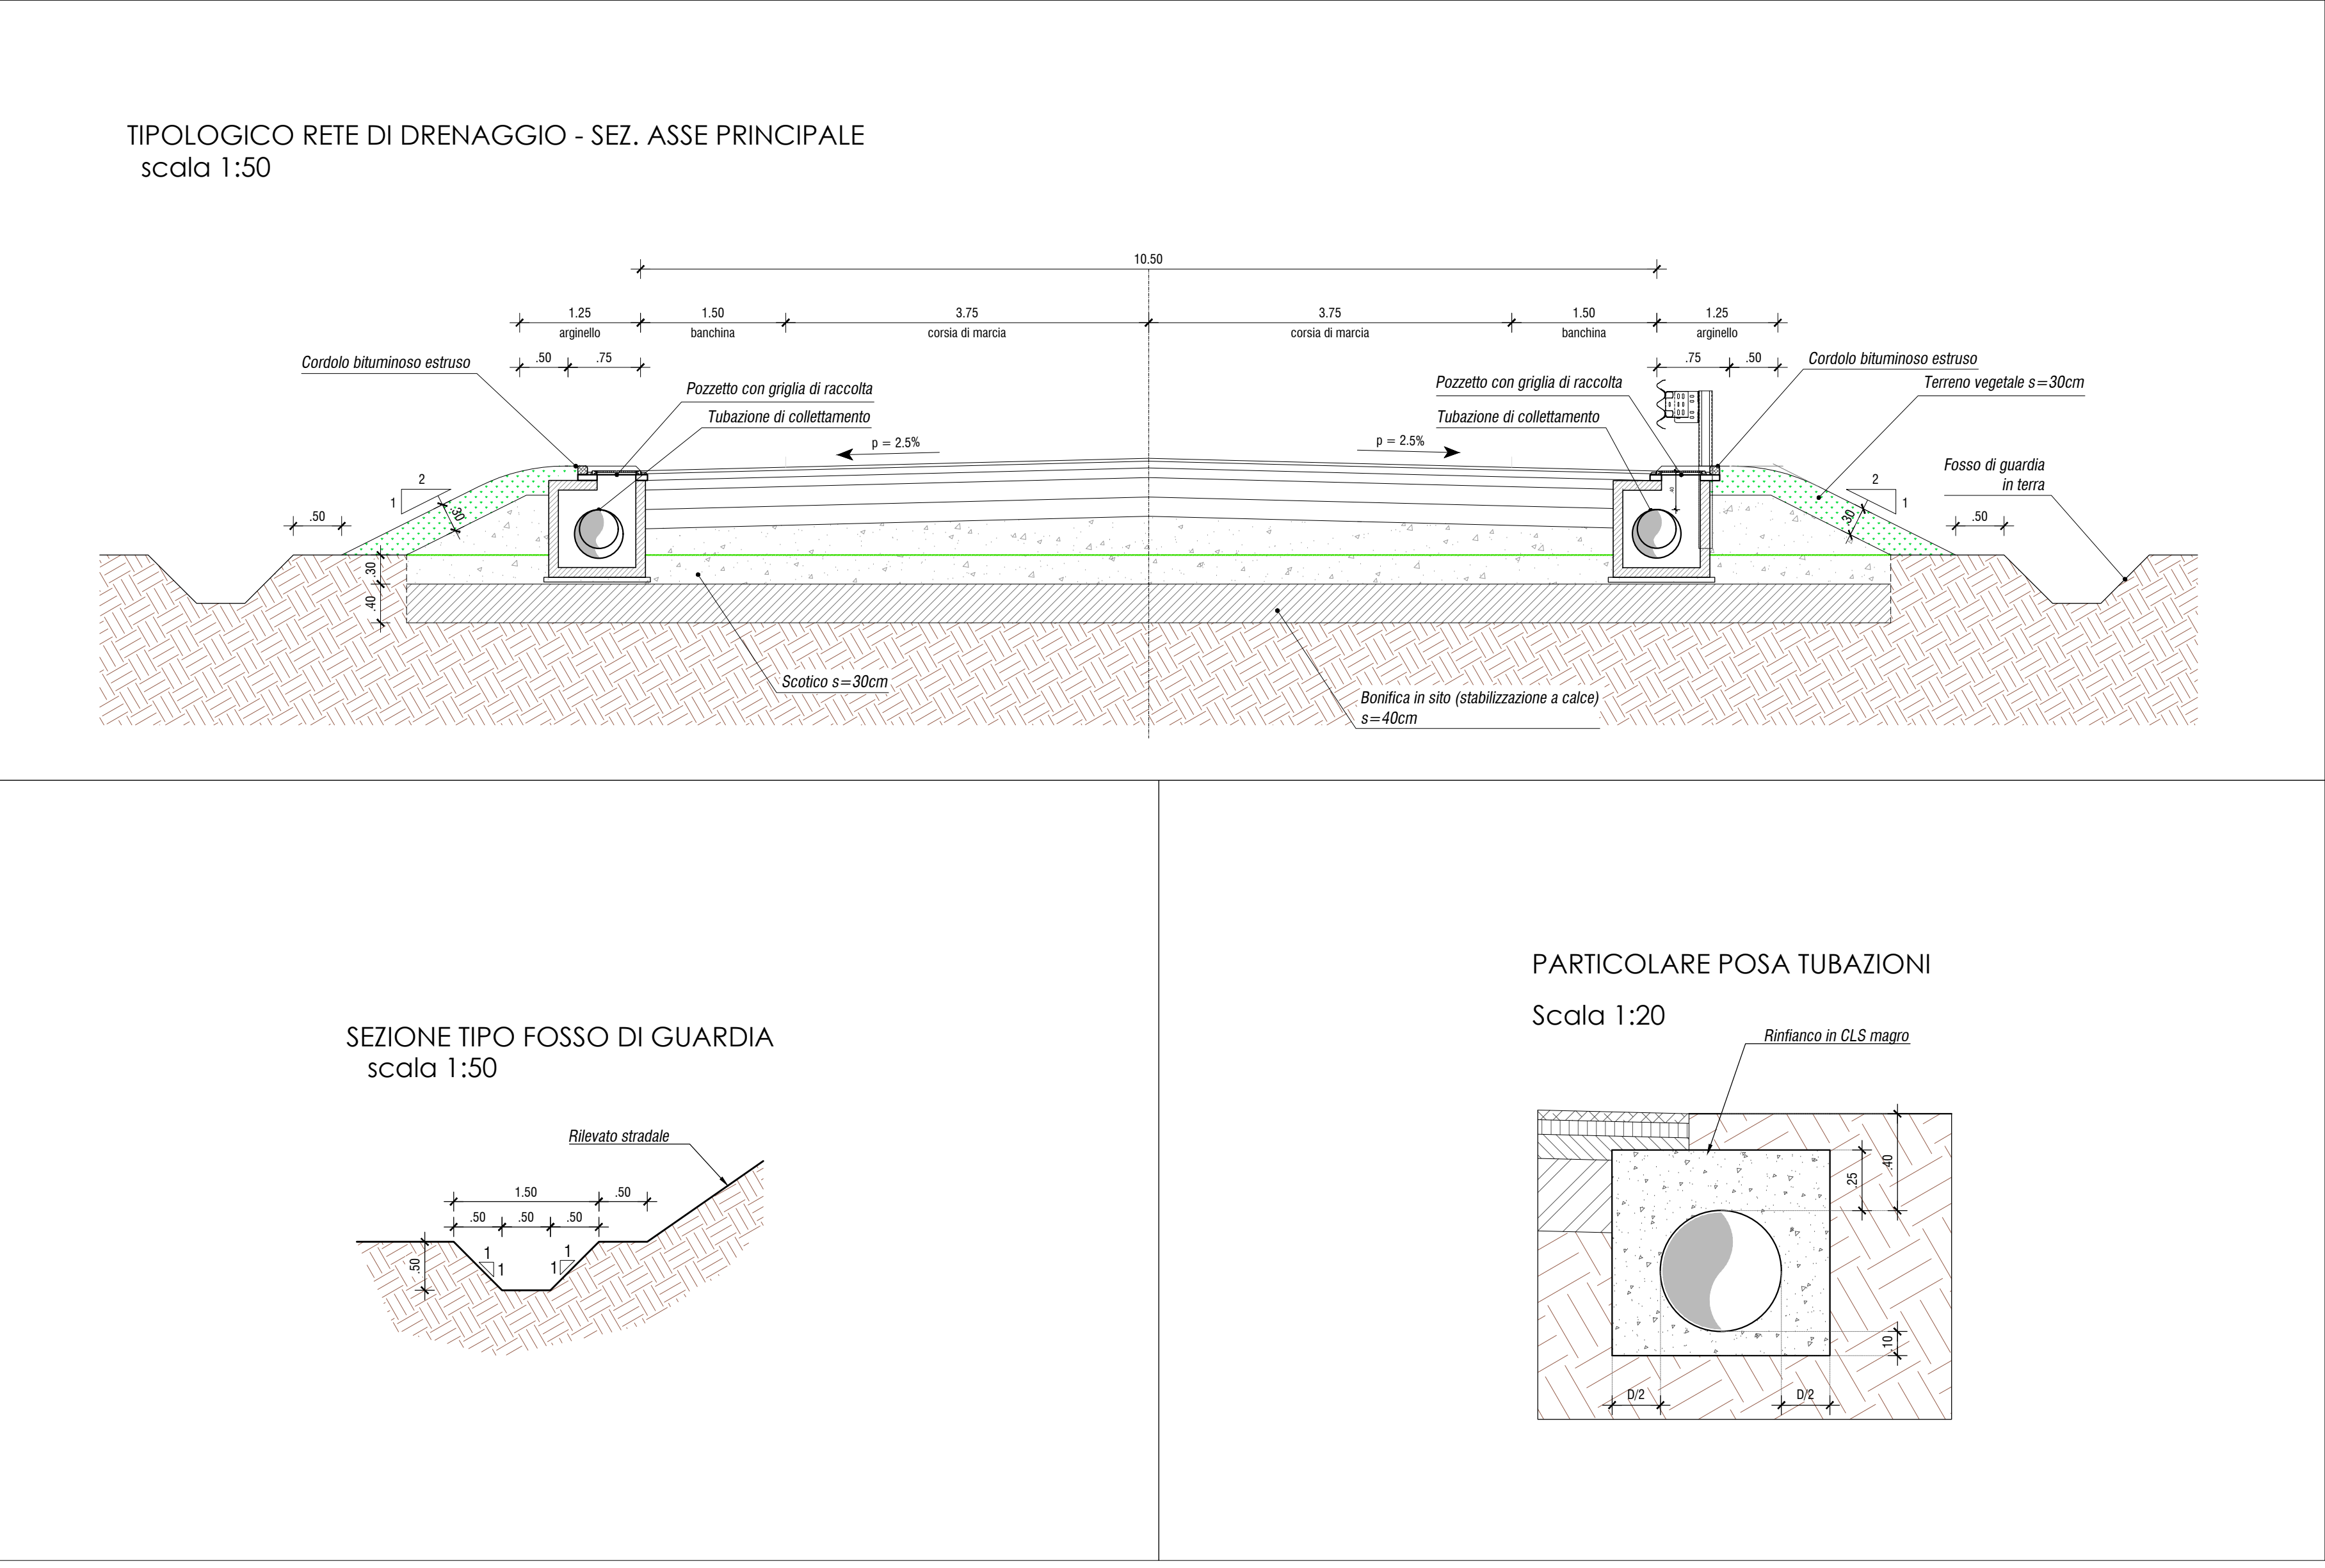 TIPOLOGICO RETE DI DRENAGGIO - SEZ. ASSE PRINCIPALE
scala 1:50
10.50
1.25
1.50
3.75
3.75
1.50
1.25
arginello
banchina
corsia di marcia
corsia di marcia
banchina
arginello
.50
.75
.75
.50
Cordolo bituminoso estruso
Pozzetto con griglia di raccolta
Tubazione di collettamento
Pozzetto con griglia di raccolta
Tubazione di collettamento
Cordolo bituminoso estruso
Terreno vegetale s=30cm
Fosso di guardia
in terra
p = 2.5%
p = 2.5%
2
1
.30
.50
.40
2
1
.30
.50
.30
.40
Scotico s=30cm
Bonifica in sito (stabilizzazione a calce)
s=40cm
SEZIONE TIPO FOSSO DI GUARDIA
scala 1:50
Rilevato stradale
1.50
.50
.50
.50
.50
.50
1
1
1
1
PARTICOLARE POSA TUBAZIONI
Scala 1:20
Rinfianco in CLS magro
.25
.40
.10
D/2
D/2